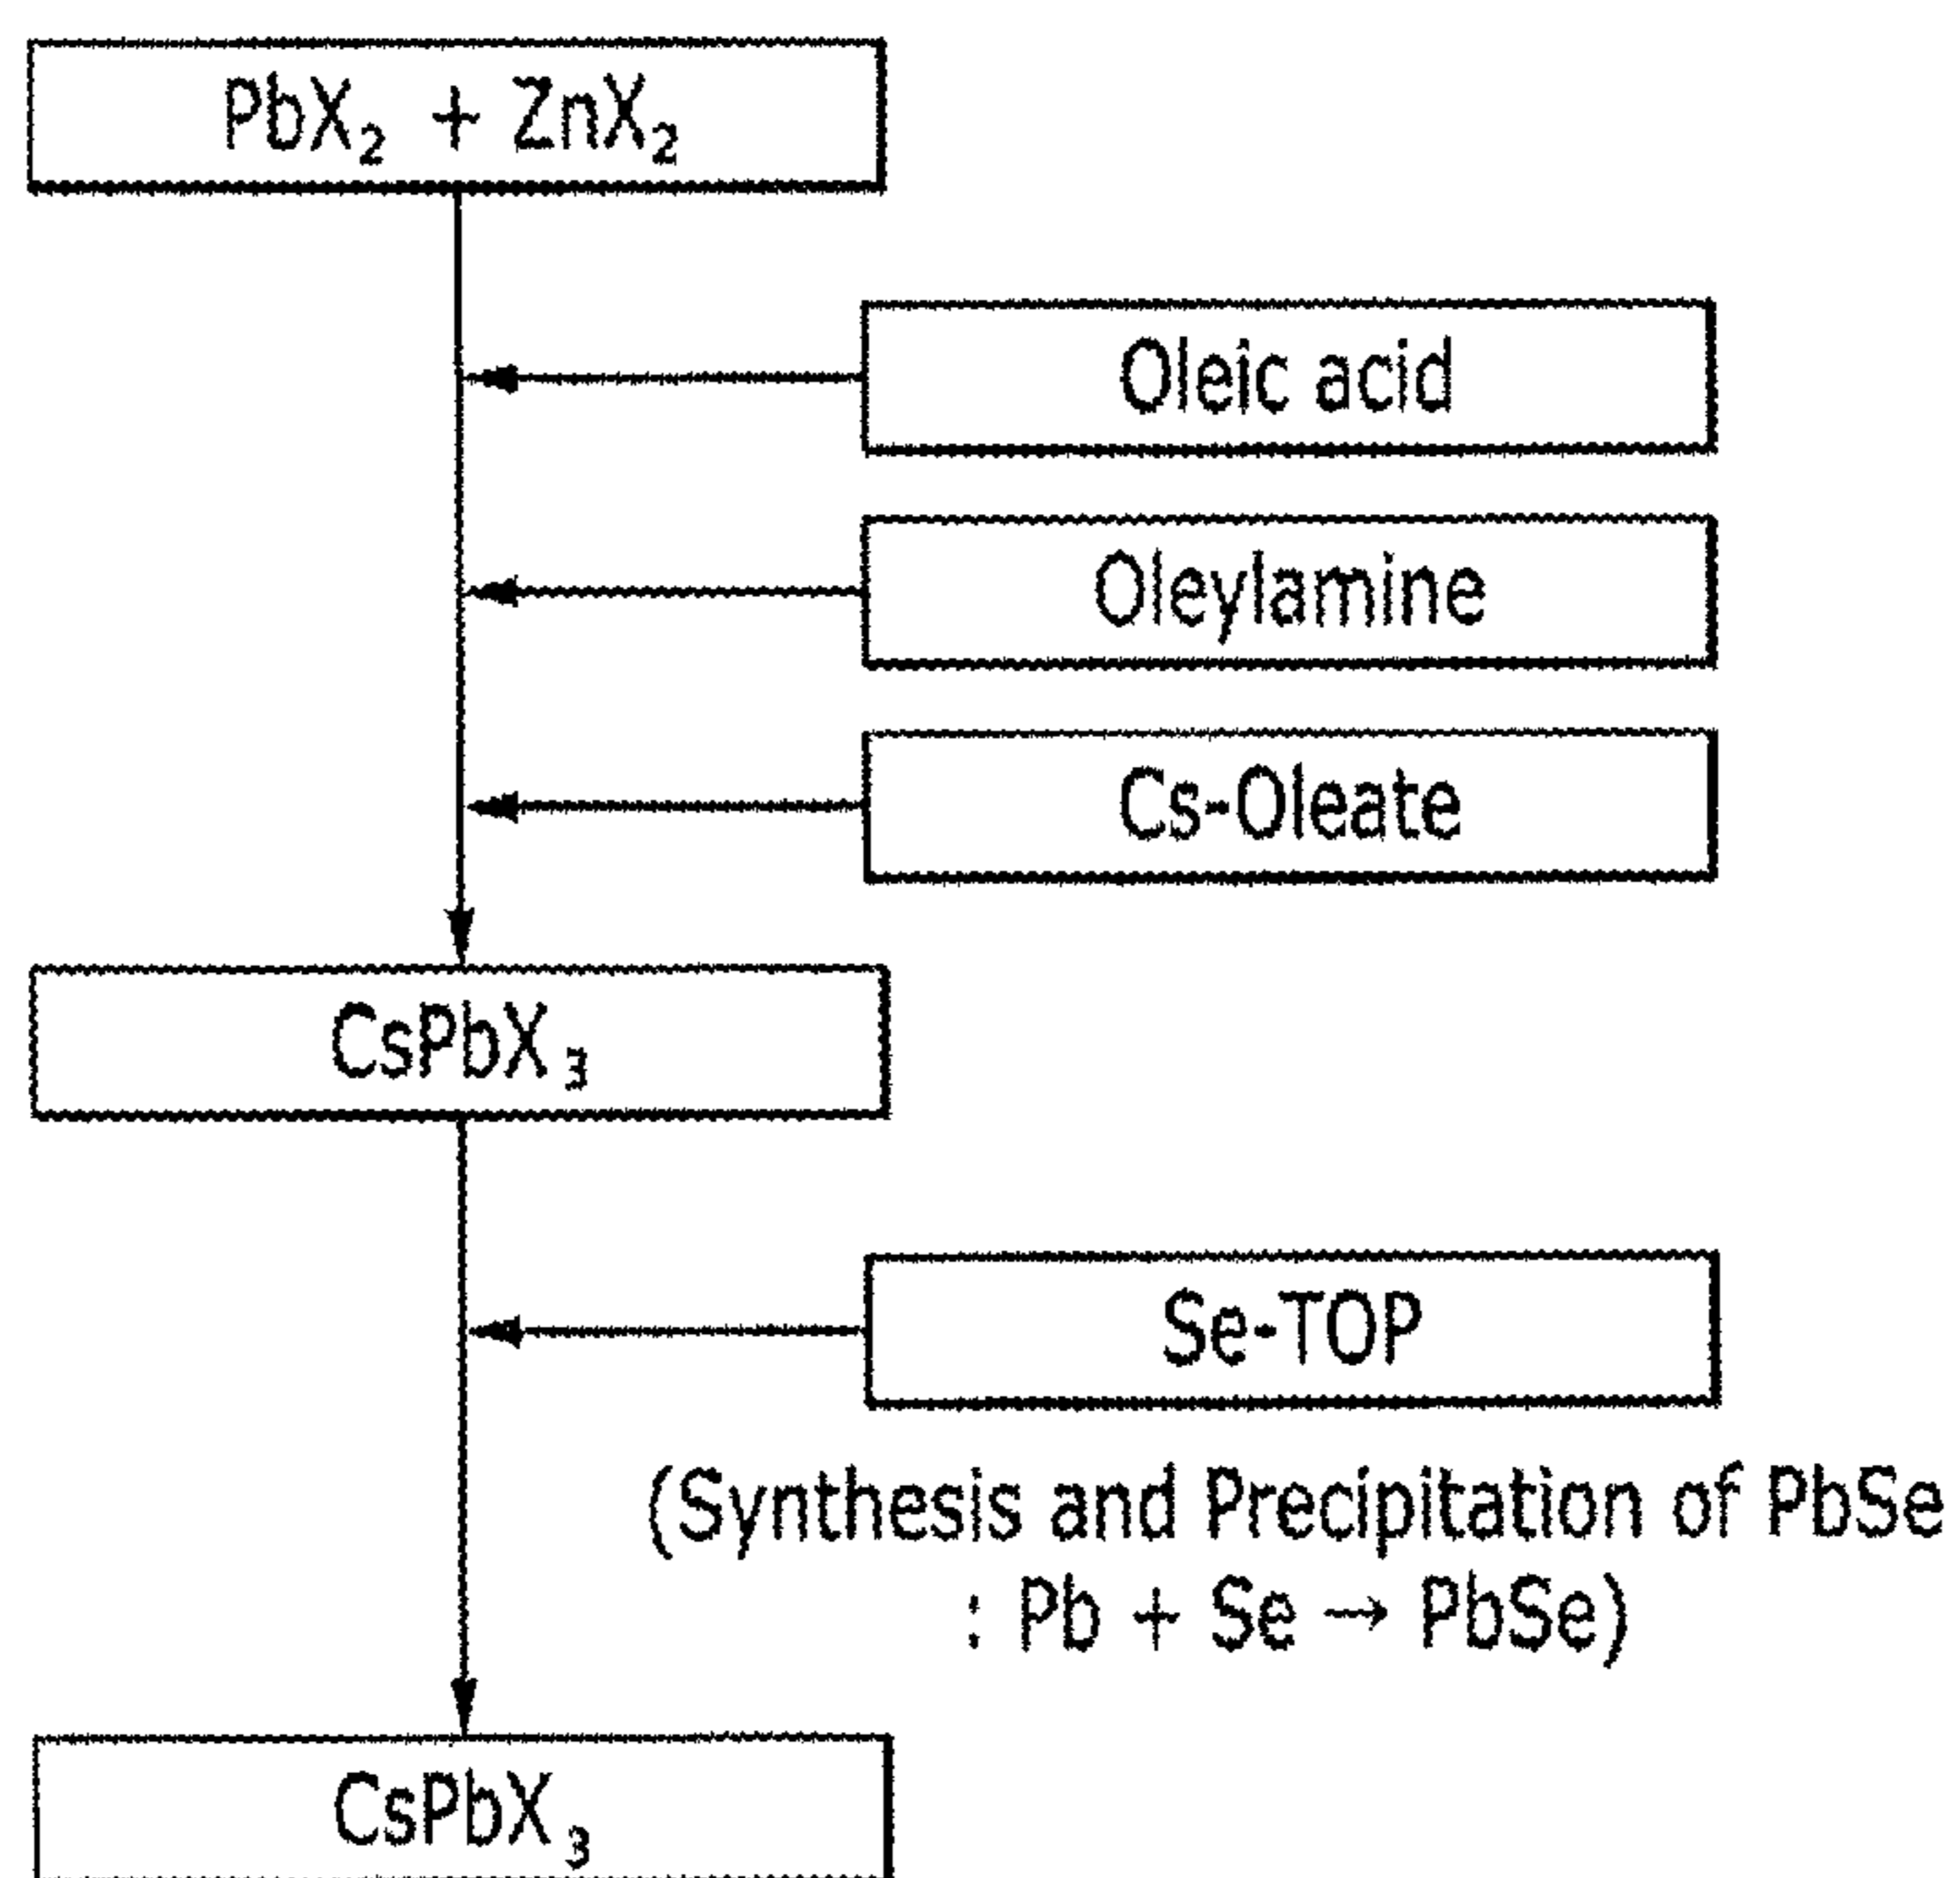 PbX₂ + ZnX₂
Oleic acid
Oleylamine
Cs-Oleate
CsPbX₃
Se-TOP
(Synthesis and Precipitation of PbSe
: Pb + Se → PbSe)
CsPbX₃